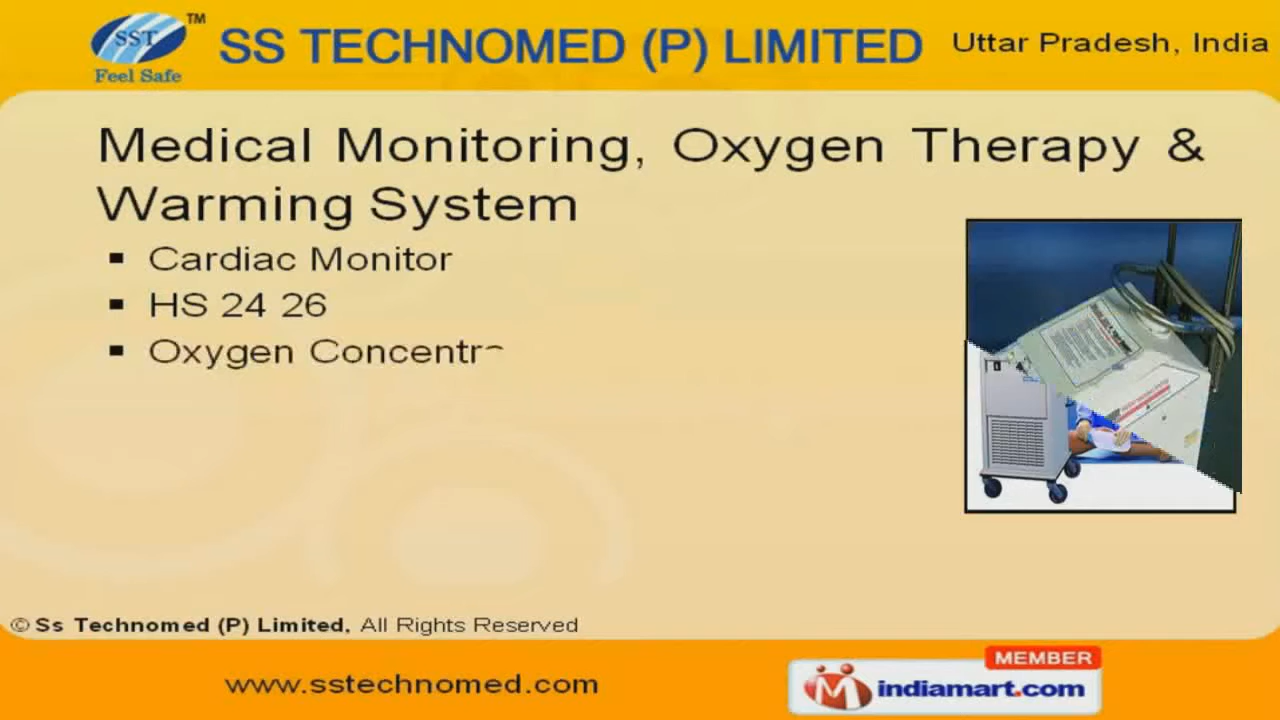 SST
TM
Feel Safe
SS TECHNOMED (P) LIMITED
Uttar Pradesh, India
Medical Monitoring, Oxygen Therapy &
Warming System
▪ Cardiac Monitor
▪ HS 24 26
▪ Oxygen Concentr
© Ss Technomed (P) Limited, All Rights Reserved
www.sstechnomed.com
MEMBER
indiamart.com